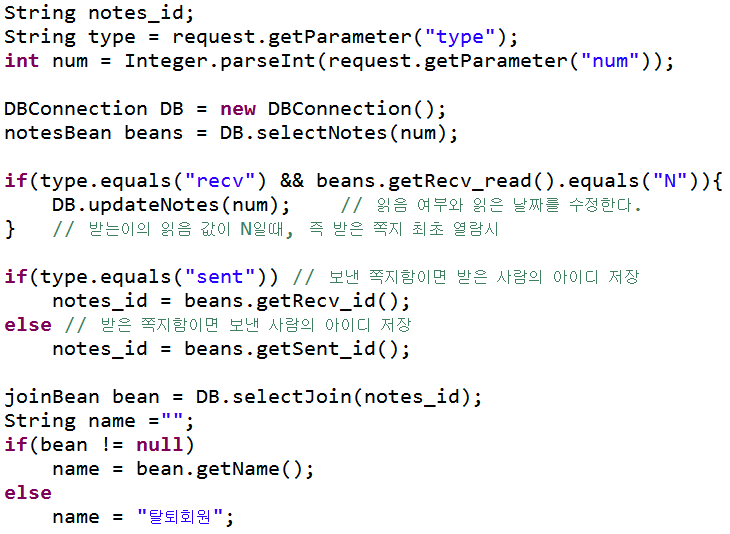 String notes_id;
String type = request.getParameter("type");
int num = Integer.parseInt(request.getParameter("num"));

DBConnection DB = new DBConnection();
notesBean beans = DB.selectNotes(num);

if(type.equals("recv") && beans.getRecv_read().equals("N")){
    DB.updateNotes(num);    // 읽음 여부와 읽은 날짜를 수정한다.
}   // 받는이의 읽음 값이 N일때, 즉 받은 쪽지 최초 열람시

if(type.equals("sent")) // 보낸 쪽지함이면 받은 사람의 아이디 저장
    notes_id = beans.getRecv_id();
else // 받은 쪽지함이면 보낸 사람의 아이디 저장
    notes_id = beans.getSent_id();

joinBean bean = DB.selectJoin(notes_id);
String name ="";
if(bean != null)
    name = bean.getName();
else
    name = "탈퇴회원";